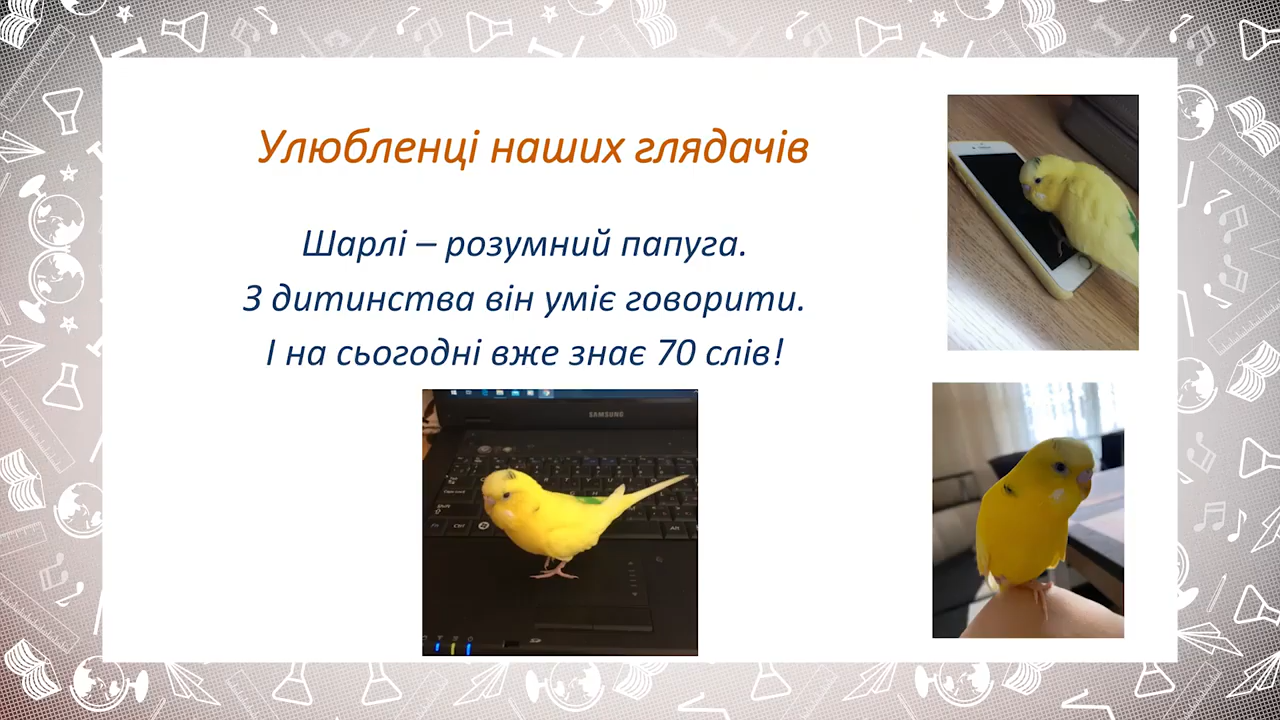 Улюбленці наших глядачів
Шарлі – розумний папуга.
З дитинства він уміє говорити.
І на сьогодні вже знає 70 слів!
SAMSUNG